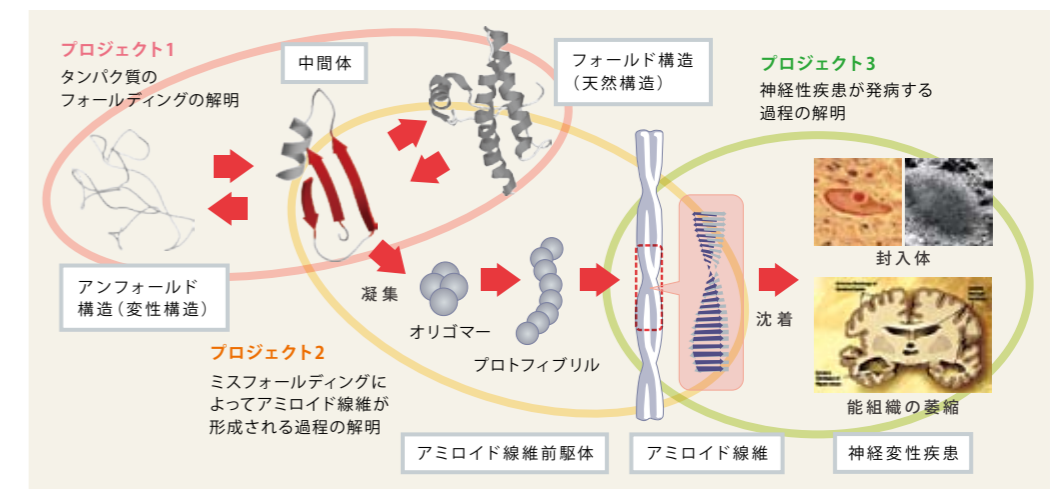 プロジェクト1
タンパク質の
フォールディングの解明
中間体
フォールド構造
(天然構造)
プロジェクト3
神経性疾患が発病する
過程の解明
アンフォールド
構造(変性構造)
凝集
オリゴマー
プロトフィブリル
沈着
封入体
プロジェクト2
ミスフォールディングに
よってアミロイド線維が
形成される過程の解明
能組織の萎縮
アミロイド線維前駆体
アミロイド線維
神経変性疾患